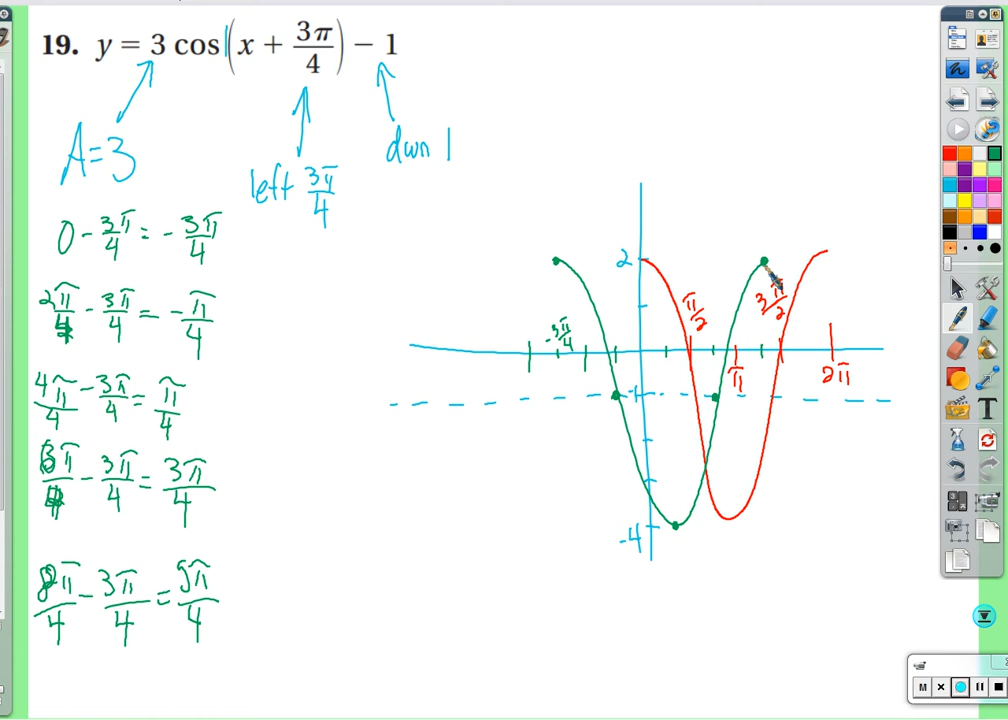 19. y = 3 cos (x + 3π/4) − 1
A=3
left 3π/4
down 1
0 - 3π/4 = - 3π/4
2π/4 - 3π/4 = - π/4
4π/4 - 3π/4 = π/4
6π/4 - 3π/4 = 3π/4
8π/4 - 3π/4 = 5π/4
2
π/2
3π/2
-3π/4
π
2π
-1
-4
T
M